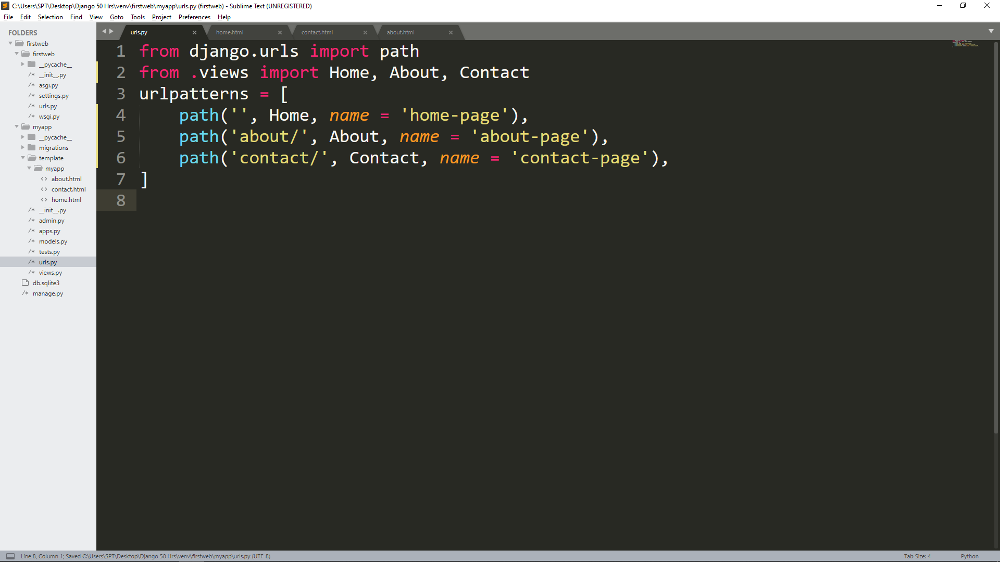 C:\Users\SPT\Desktop\Django 50 Hrs\venv\firstweb\myapp\urls.py (firstweb) - Sublime Text (UNREGISTERED)
File Edit Selection Find View Goto Tools Project Preferences Help
FOLDERS
firstweb
firstweb
__pycache__
/* __init__.py
/* asgi.py
/* settings.py
/* urls.py
/* wsgi.py
myapp
__pycache__
migrations
template
myapp
<> about.html
<> contact.html
<> home.html
/* __init__.py
/* admin.py
/* apps.py
/* models.py
/* tests.py
/* urls.py
/* views.py
db.sqlite3
/* manage.py
urls.py × home.html × contact.html × about.html ×
1 from django.urls import path
2 from .views import Home, About, Contact
3 urlpatterns = [
4     path('', Home, name = 'home-page'),
5     path('about/', About, name = 'about-page'),
6     path('contact/', Contact, name = 'contact-page'),
7 ]
8
Line 8, Column 1; Saved C:\Users\SPT\Desktop\Django 50 Hrs\venv\firstweb\myapp\urls.py (UTF-8) Tab Size: 4 Python